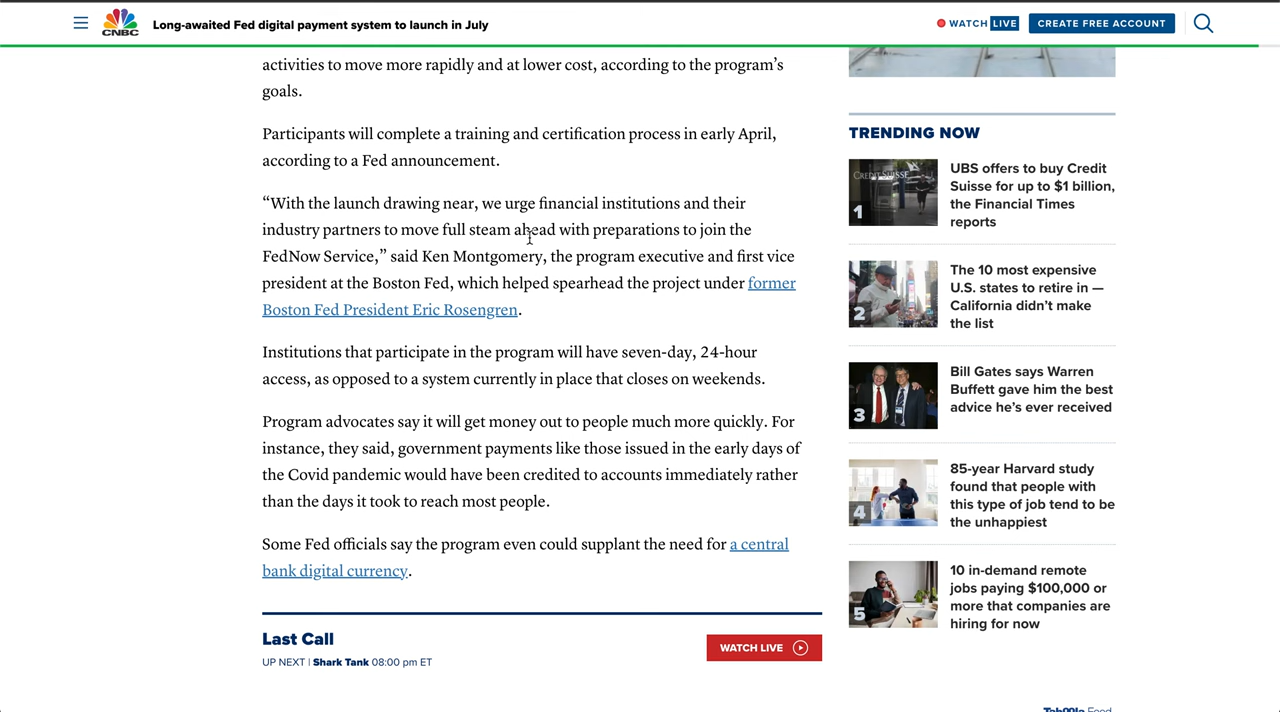 CNBC
Long-awaited Fed digital payment system to launch in July
WATCH LIVE
CREATE FREE ACCOUNT
activities to move more rapidly and at lower cost, according to the program’s
goals.
Participants will complete a training and certification process in early April,
according to a Fed announcement.
“With the launch drawing near, we urge financial institutions and their
industry partners to move full steam ahead with preparations to join the
FedNow Service,” said Ken Montgomery, the program executive and first vice
president at the Boston Fed, which helped spearhead the project under former
Boston Fed President Eric Rosengren.
Institutions that participate in the program will have seven-day, 24-hour
access, as opposed to a system currently in place that closes on weekends.
Program advocates say it will get money out to people much more quickly. For
instance, they said, government payments like those issued in the early days of
the Covid pandemic would have been credited to accounts immediately rather
than the days it took to reach most people.
Some Fed officials say the program even could supplant the need for a central
bank digital currency.
Last Call
UP NEXT | Shark Tank 08:00 pm ET
WATCH LIVE
TRENDING NOW
CREDIT SUISSE
1
UBS offers to buy Credit
Suisse for up to $1 billion,
the Financial Times
reports
2
The 10 most expensive
U.S. states to retire in —
California didn’t make
the list
3
Bill Gates says Warren
Buffett gave him the best
advice he’s ever received
4
85-year Harvard study
found that people with
this type of job tend to be
the unhappiest
5
10 in-demand remote
jobs paying $100,000 or
more that companies are
hiring for now
Taboola Feed